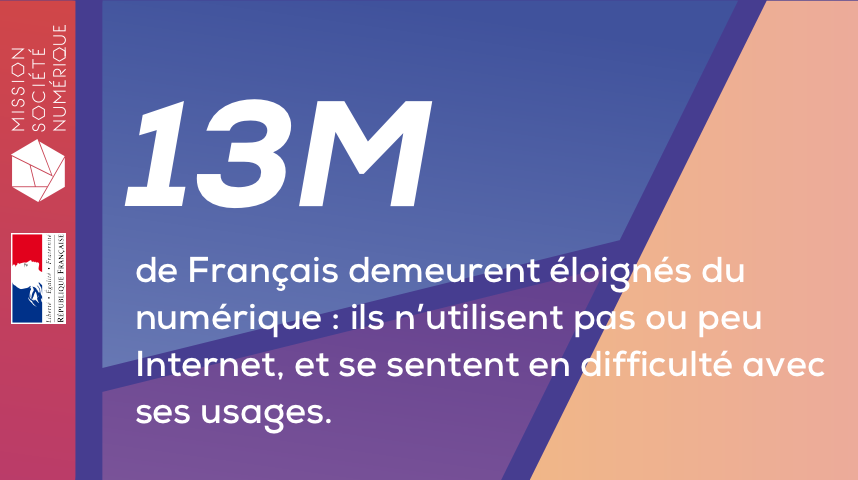 MISSION
SOCIÉTÉ
NUMÉRIQUE
Liberté • Égalité • Fraternité
RÉPUBLIQUE FRANÇAISE
13M
de Français demeurent éloignés du
numérique : ils n’utilisent pas ou peu
Internet, et se sentent en difficulté avec
ses usages.